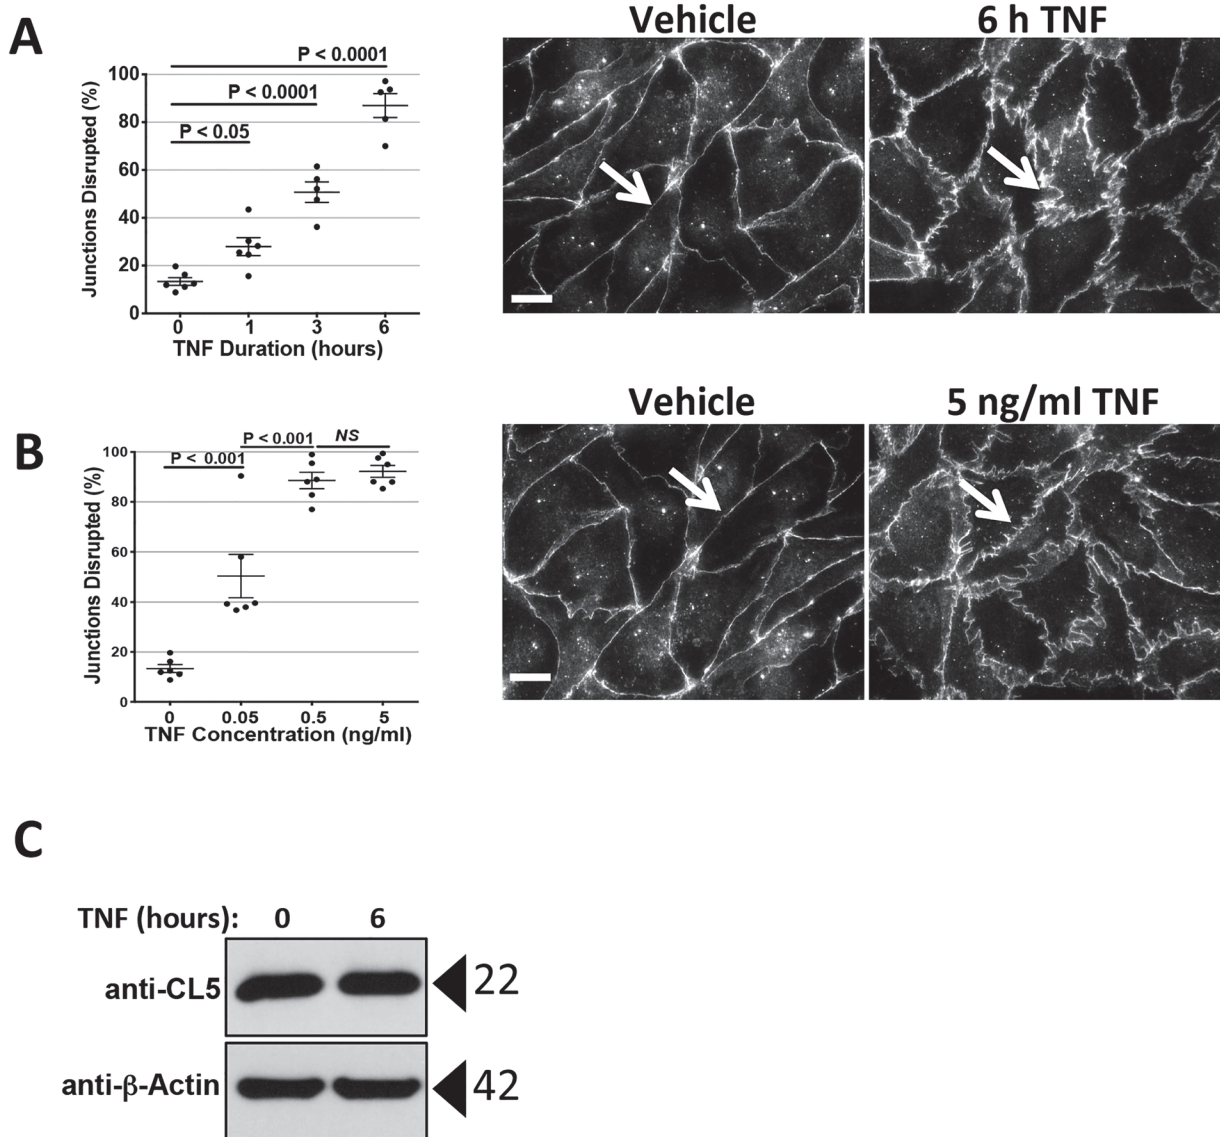 A
Vehicle
6 h TNF
P < 0.0001
P < 0.0001
P < 0.05
100
80
60
40
20
0
Junctions Disrupted (%)
0 1 3 6
TNF Duration (hours)
B
Vehicle
5 ng/ml TNF
P < 0.001 NS
P < 0.001
100
80
60
40
20
0
Junctions Disrupted (%)
0 0.05 0.5 5
TNF Concentration (ng/ml)
C
TNF (hours): 0 6
anti-CL5 22
anti-β-Actin 42